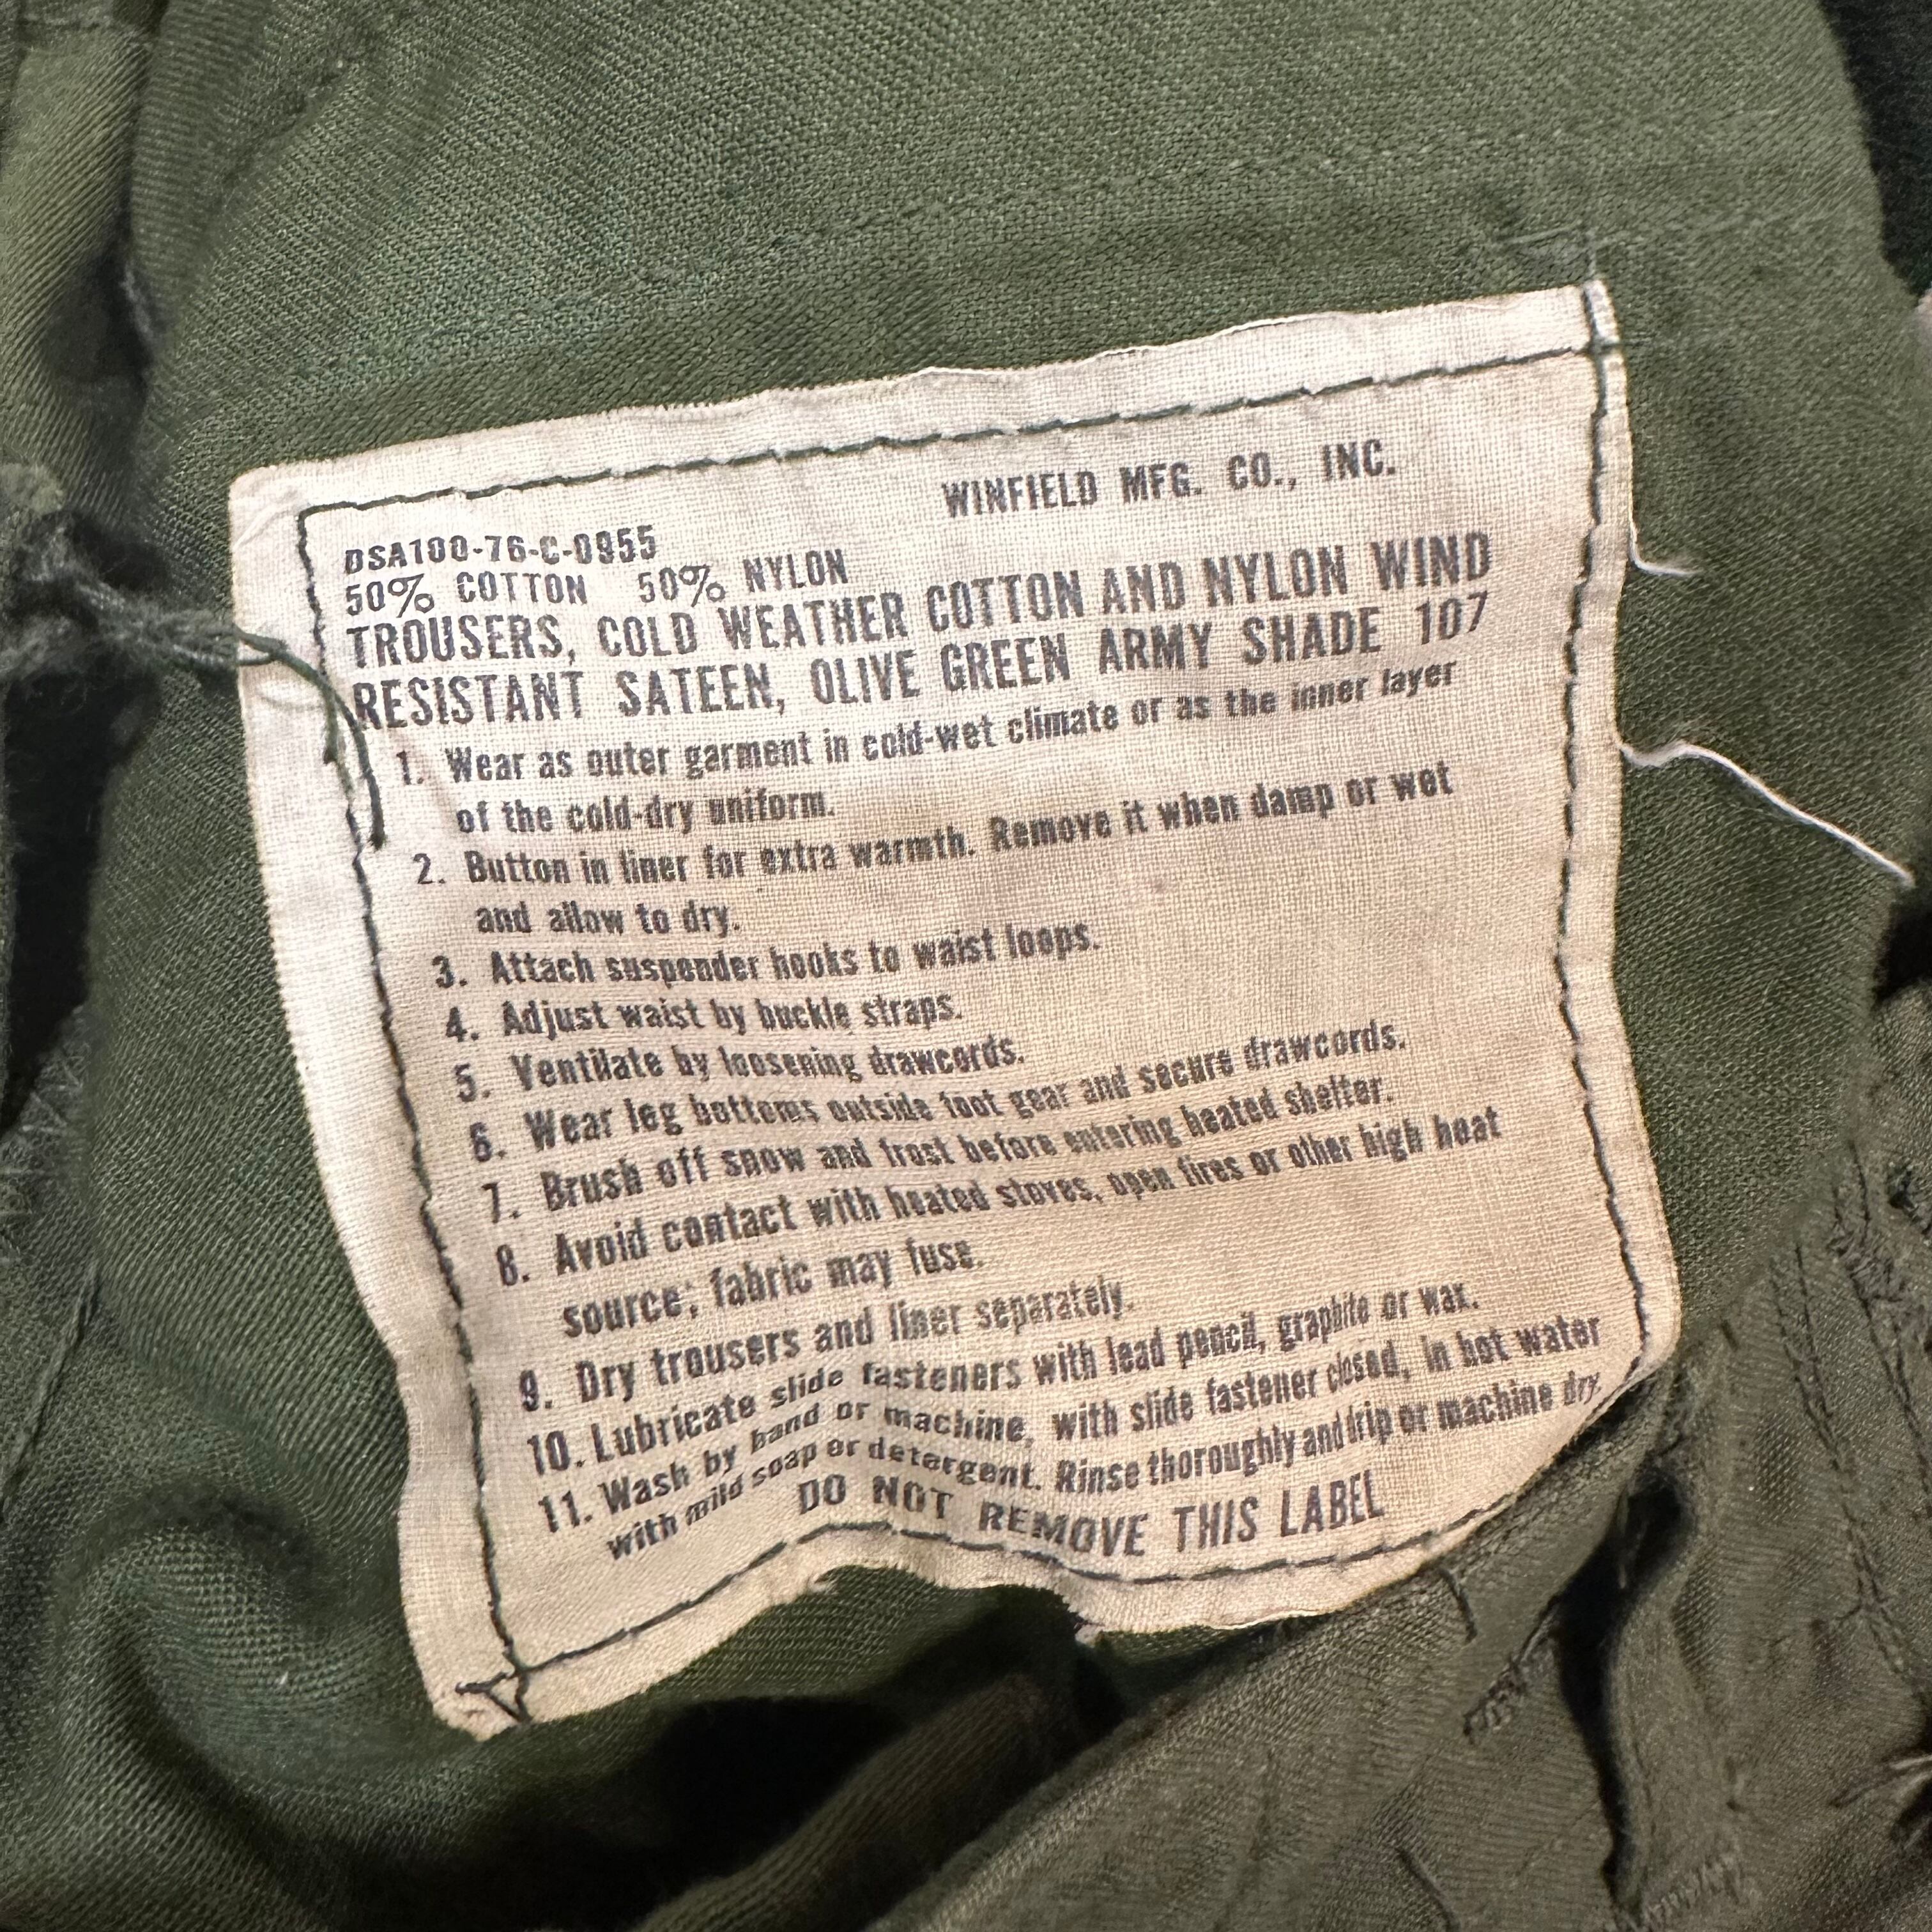 WINFIELD MFG. CO., INC.
DSA100-76-C-0955
50% COTTON 50% NYLON
TROUSERS, COLD WEATHER COTTON AND NYLON WIND
RESISTANT SATEEN, OLIVE GREEN ARMY SHADE 107
1. Wear as outer garment in cold-wet climate or as the inner layer
of the cold-dry uniform.
2. Button in liner for extra warmth. Remove it when damp or wet
and allow to dry.
3. Attach suspender hooks to waist loops.
4. Adjust waist by buckle straps.
5. Ventilate by loosening drawcords.
6. Wear leg bottoms outside foot gear and secure drawcords.
7. Brush off snow and frost before entering heated shelter.
8. Avoid contact with heated stoves, open fires or other high heat
source; fabric may fuse.
9. Dry trousers and liner separately.
10. Lubricate slide fasteners with lead pencil, graphite or wax.
11. Wash by hand or machine, with slide fastener closed, in hot water
with mild soap or detergent. Rinse thoroughly and drip or machine dry.
DO NOT REMOVE THIS LABEL